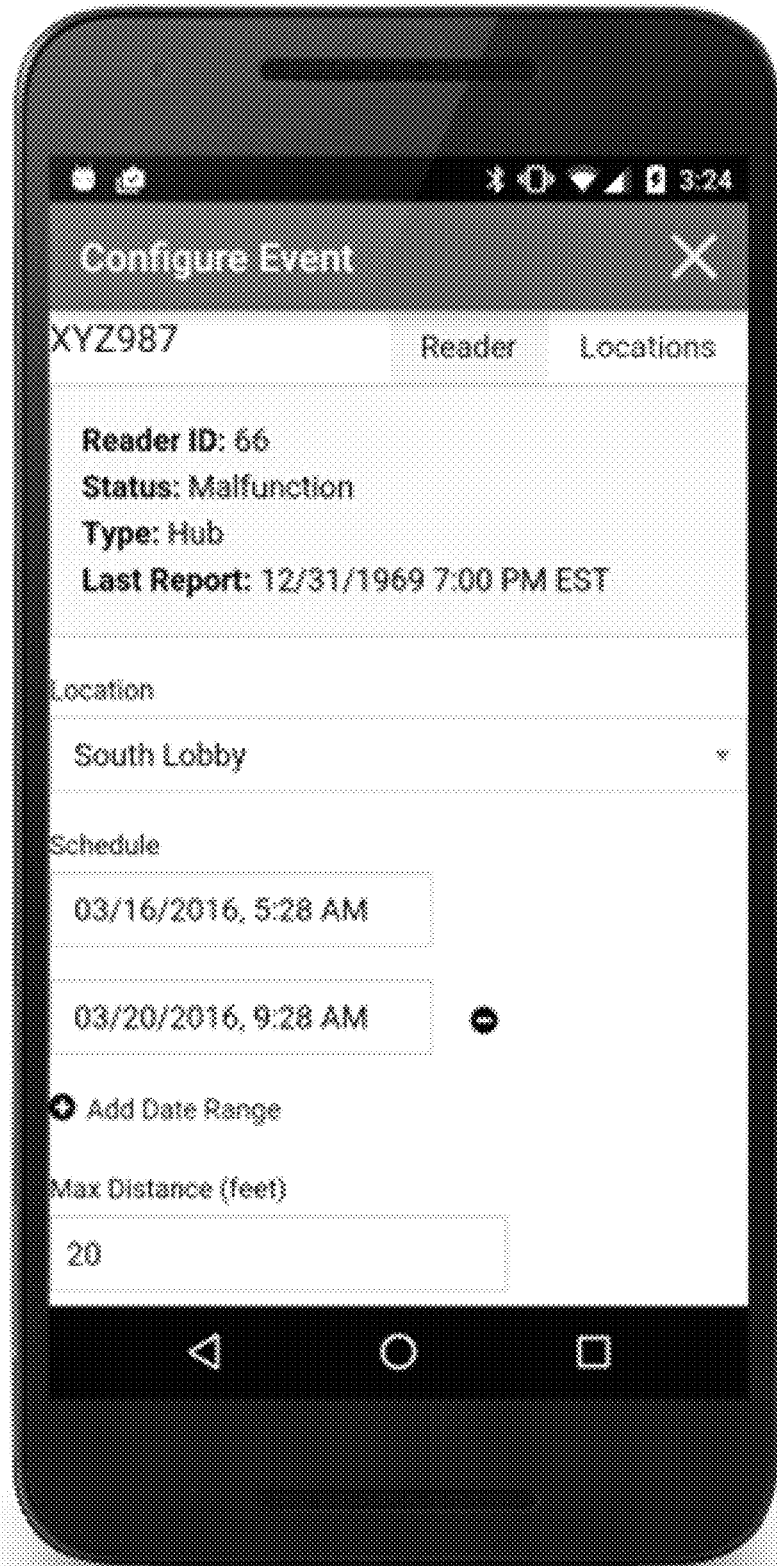 3:24
Configure Event
XYZ987 Reader Locations
Reader ID: 66
Status: Malfunction
Type: Hub
Last Report: 12/31/1969 7:00 PM EST
Location
South Lobby
Schedule
03/16/2016, 5:28 AM
03/20/2016, 9:28 AM
Add Date Range
Max Distance (feet)
20